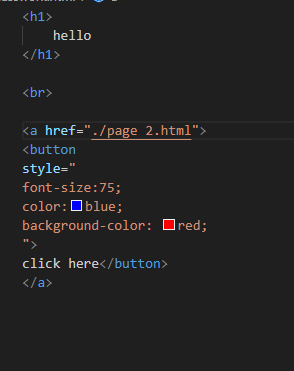 <h1>
hello
</h1>
<br>
<a href="./page 2.html">
<button
style="
font-size:75;
color:blue;
background-color: red;
">
click here</button>
</a>